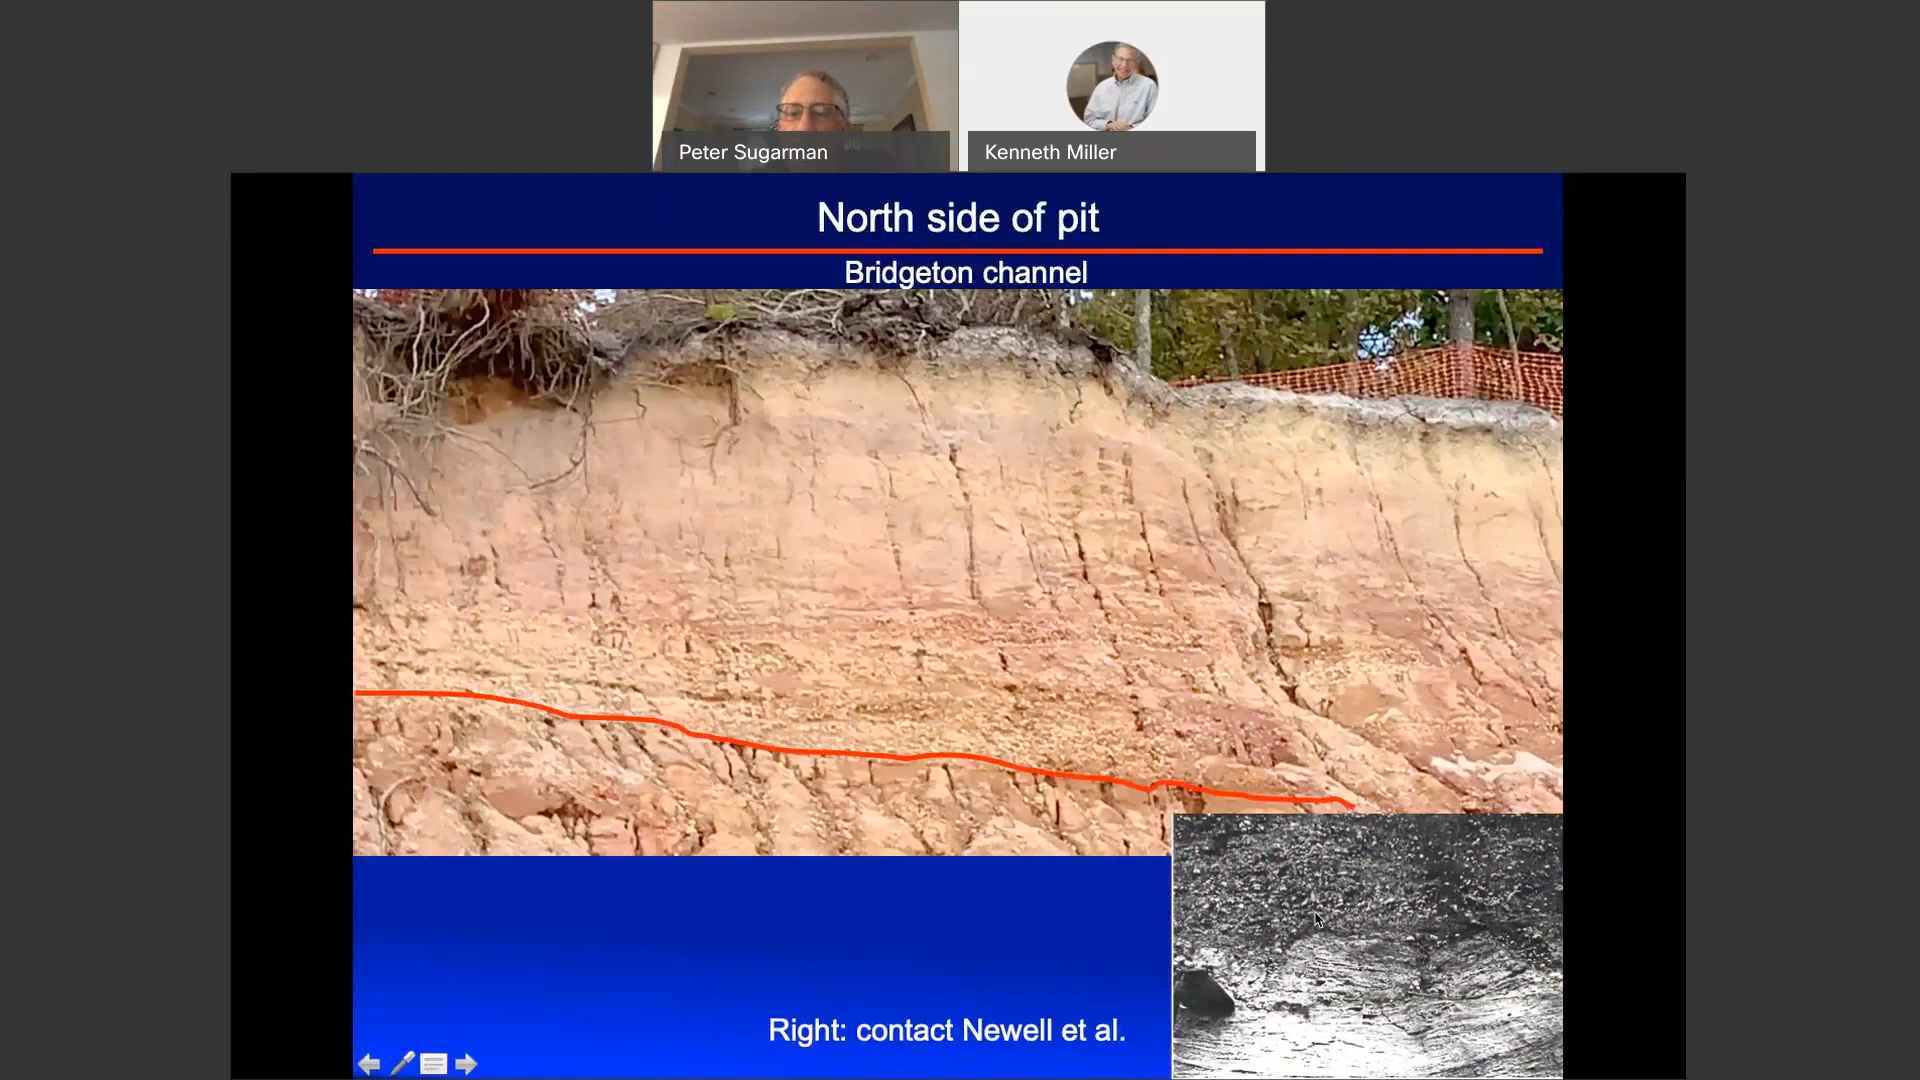 Peter Sugarman
Kenneth Miller
North side of pit
Bridgeton channel
Right: contact Newell et al.